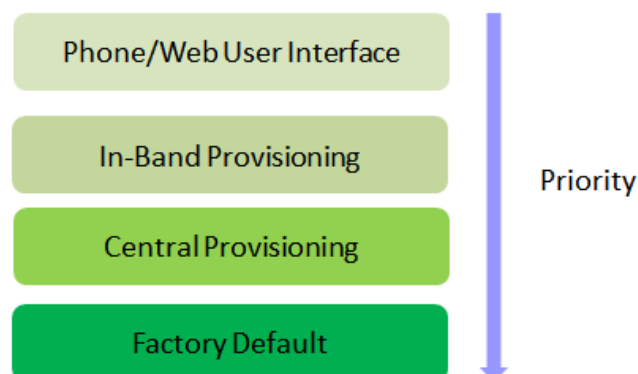 Phone/Web User Interface
In-Band Provisioning
Priority
Central Provisioning
Factory Default